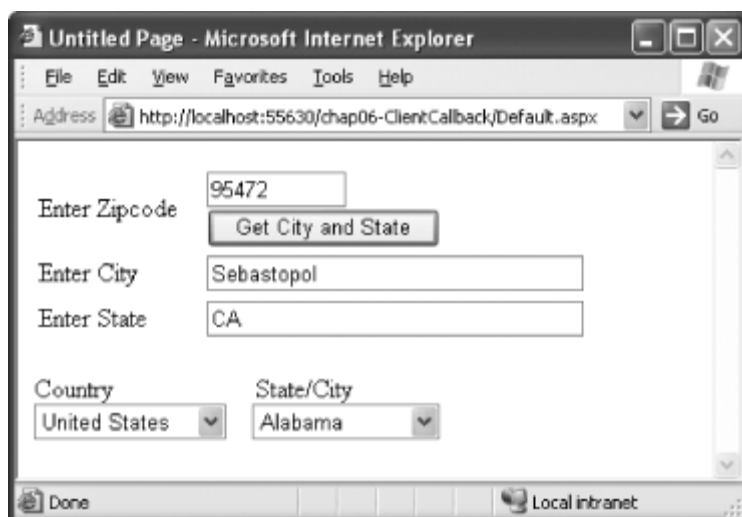 Untitled Page - Microsoft Internet Explorer
File Edit View Favorites Tools Help
Address http://localhost:55630/chap06-ClientCallback/Default.aspx Go
Enter Zipcode 95472
Get City and State
Enter City Sebastopol
Enter State CA
Country State/City
United States Alabama
Done Local intranet